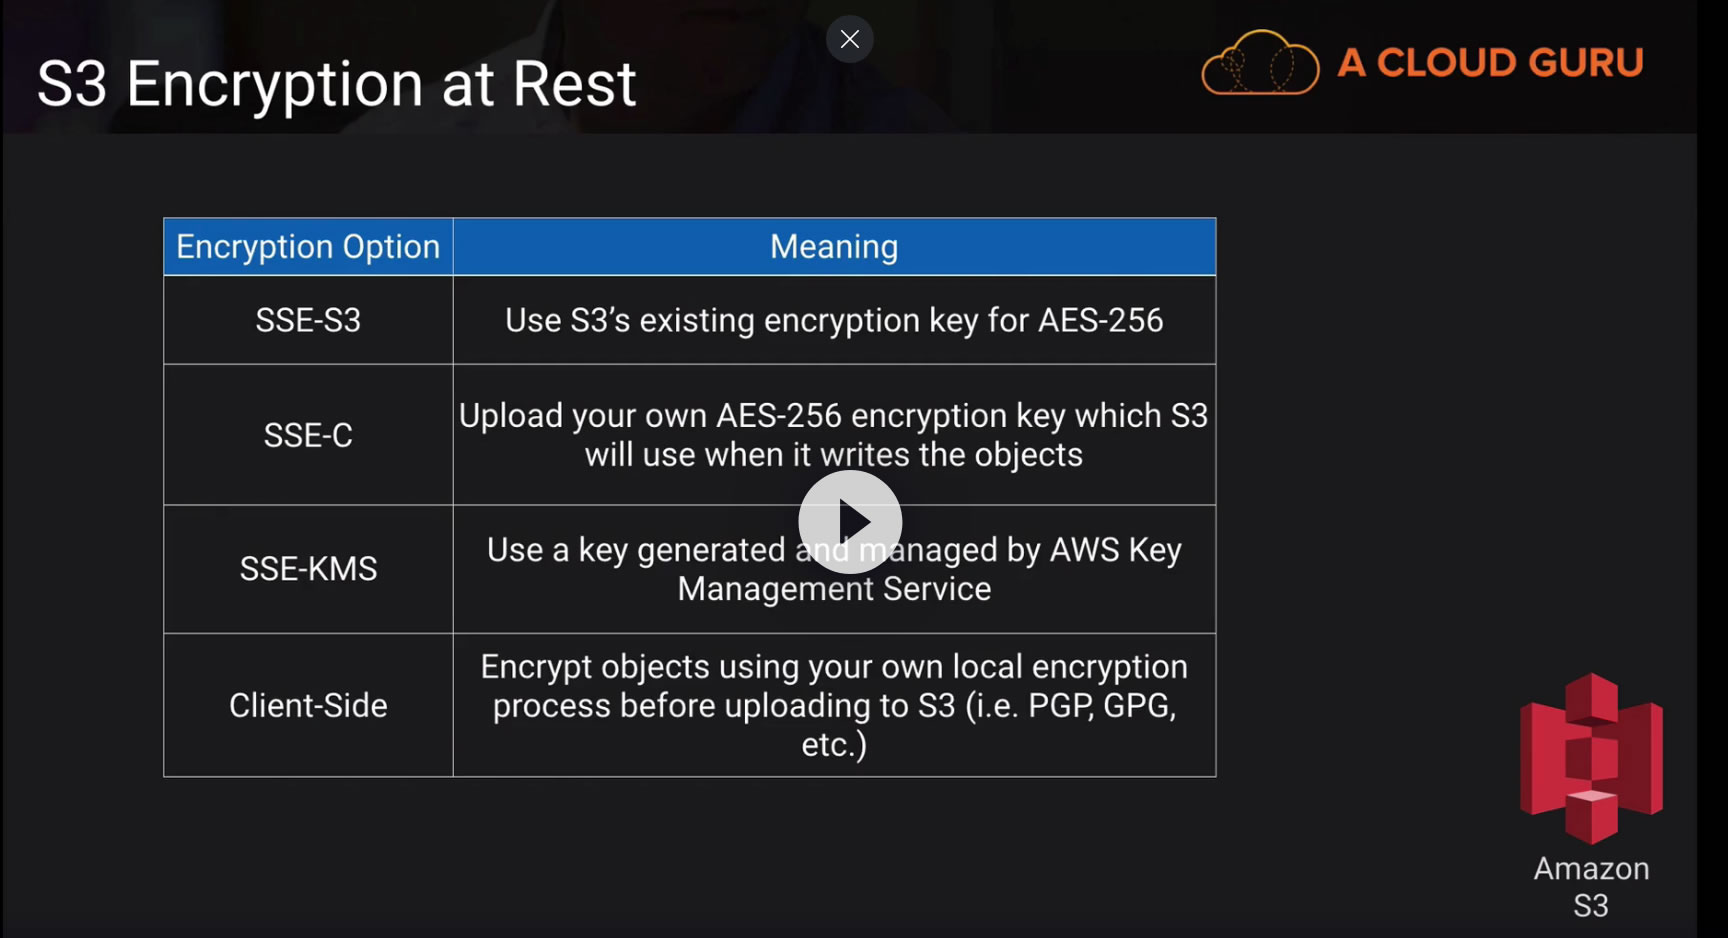 S3 Encryption at Rest
A CLOUD GURU
Encryption Option
Meaning
SSE-S3
Use S3’s existing encryption key for AES-256
SSE-C
Upload your own AES-256 encryption key which S3
will use when it writes the objects
SSE-KMS
Use a key generated and managed by AWS Key
Management Service
Client-Side
Encrypt objects using your own local encryption
process before uploading to S3 (i.e. PGP, GPG,
etc.)
Amazon
S3